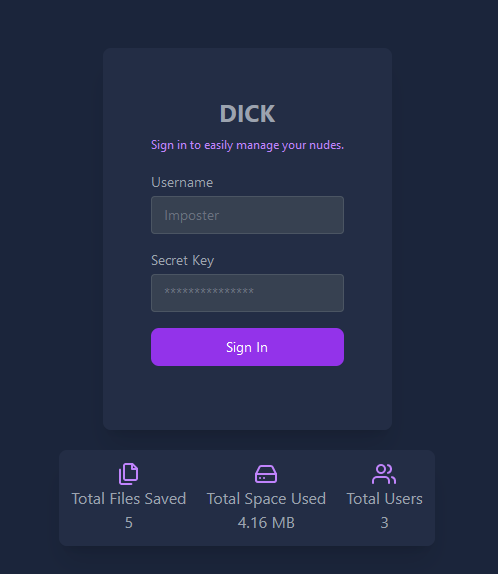 DICK
Sign in to easily manage your nudes.
Username
Imposter
Secret Key
***************
Sign In
Total Files Saved
5
Total Space Used
4.16 MB
Total Users
3